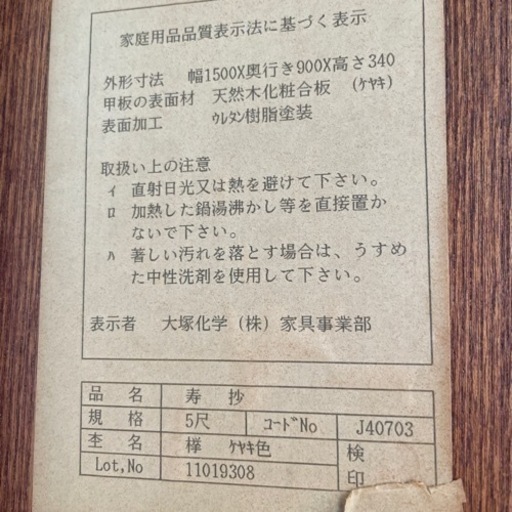 家庭用品品質表示法に基づく表示
外形寸法 幅1500X奥行き900X高さ340
甲板の表面材 天然木化粧合板 (ｹﾔｷ)
表面加工 ｳﾚﾀﾝ樹脂塗装
取扱い上の注意
ｲ 直射日光又は熱を避けて下さい。
ﾛ 加熱した鍋湯沸かし等を直接置か
ないで下さい。
ﾊ 著しい汚れを落とす場合は、うすめ
た中性洗剤を使用して下さい。
表示者 大塚化学(株)家具事業部
品名 寿抄
規格 5尺 ｺｰﾄﾞNo J40703
杢名 欅 ｹﾔｷ色 検
Lot,No 11019308 印